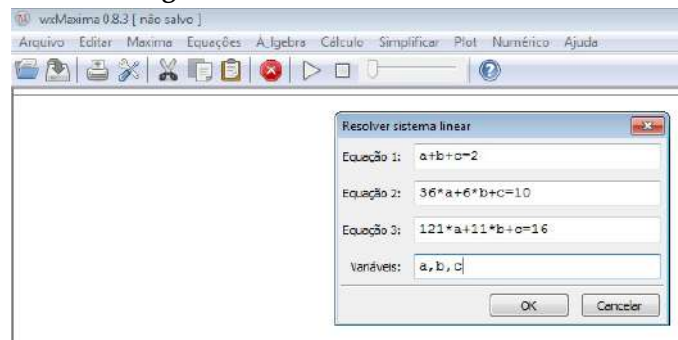 wxMaxima 0.8.3 [ não salvo ]
Arquivo Editar Maxima Equações Álgebra Cálculo Simplificar Plot Numérico Ajuda
Resolver sistema linear
Equação 1: a+b+c=2
Equação 2: 36*a+6*b+c=10
Equação 3: 121*a+11*b+c=16
Variáveis: a,b,c
OK Cancelar